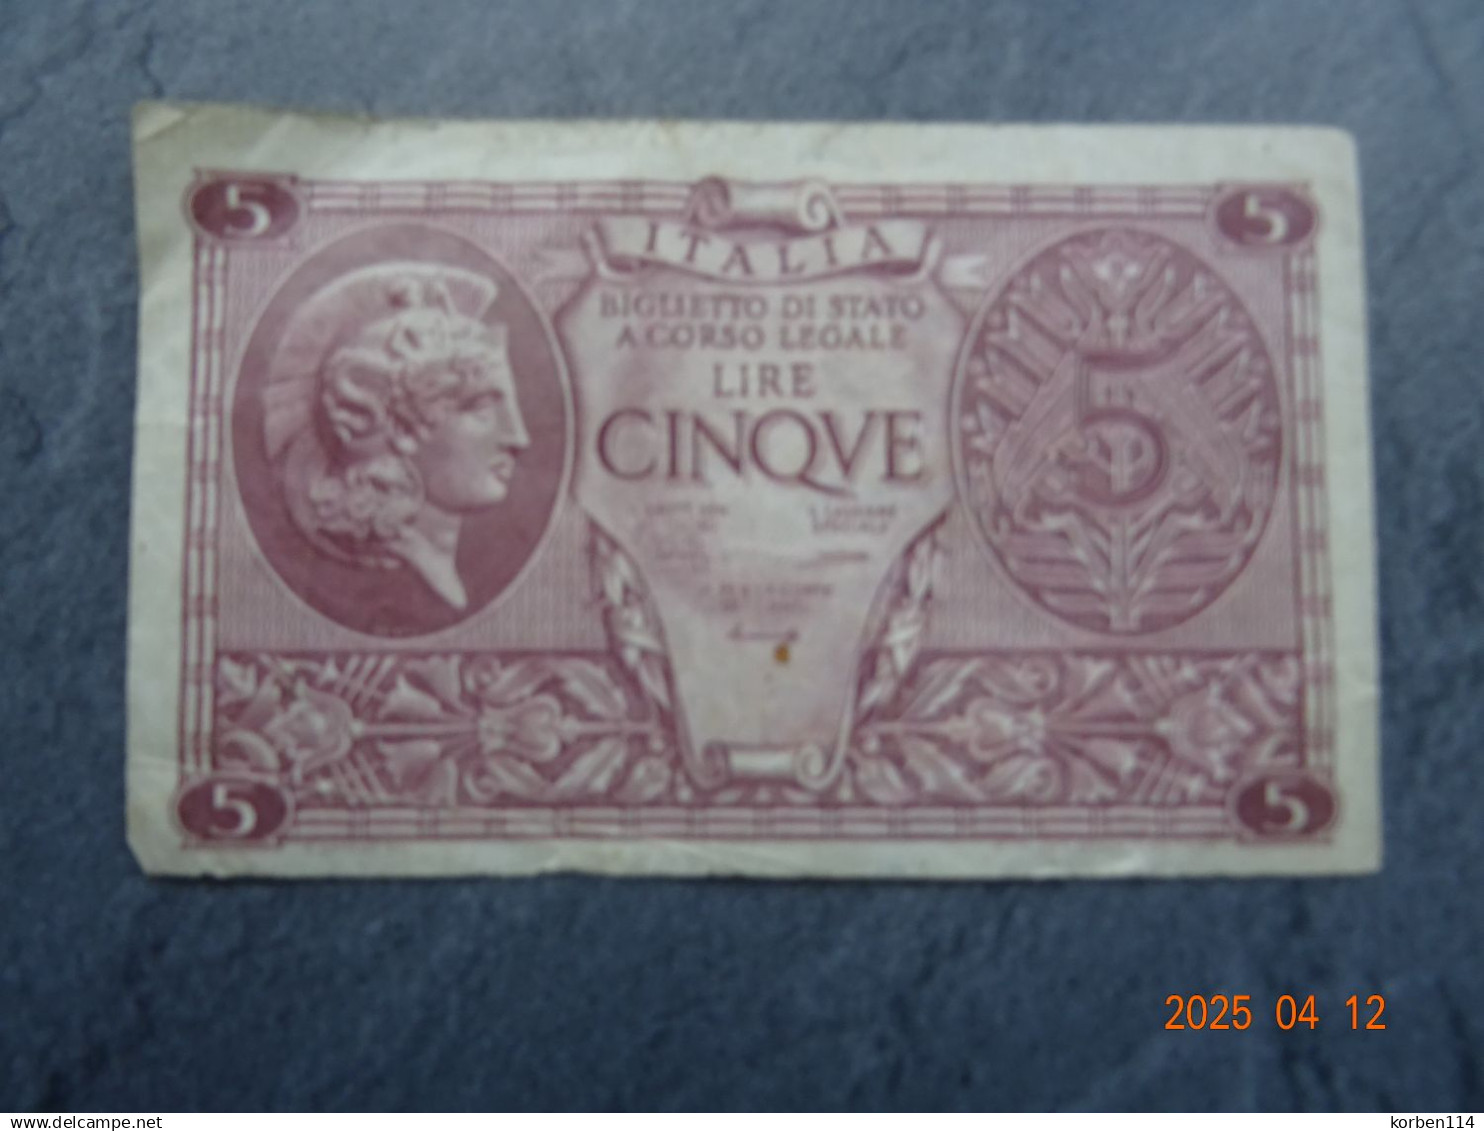 5 5
ITALIA
BIGLIETTO DI STATO
A CORSO LEGALE
LIRE
CINQVE
5
5 5
2025 04 12
www.delcampe.net
korben114